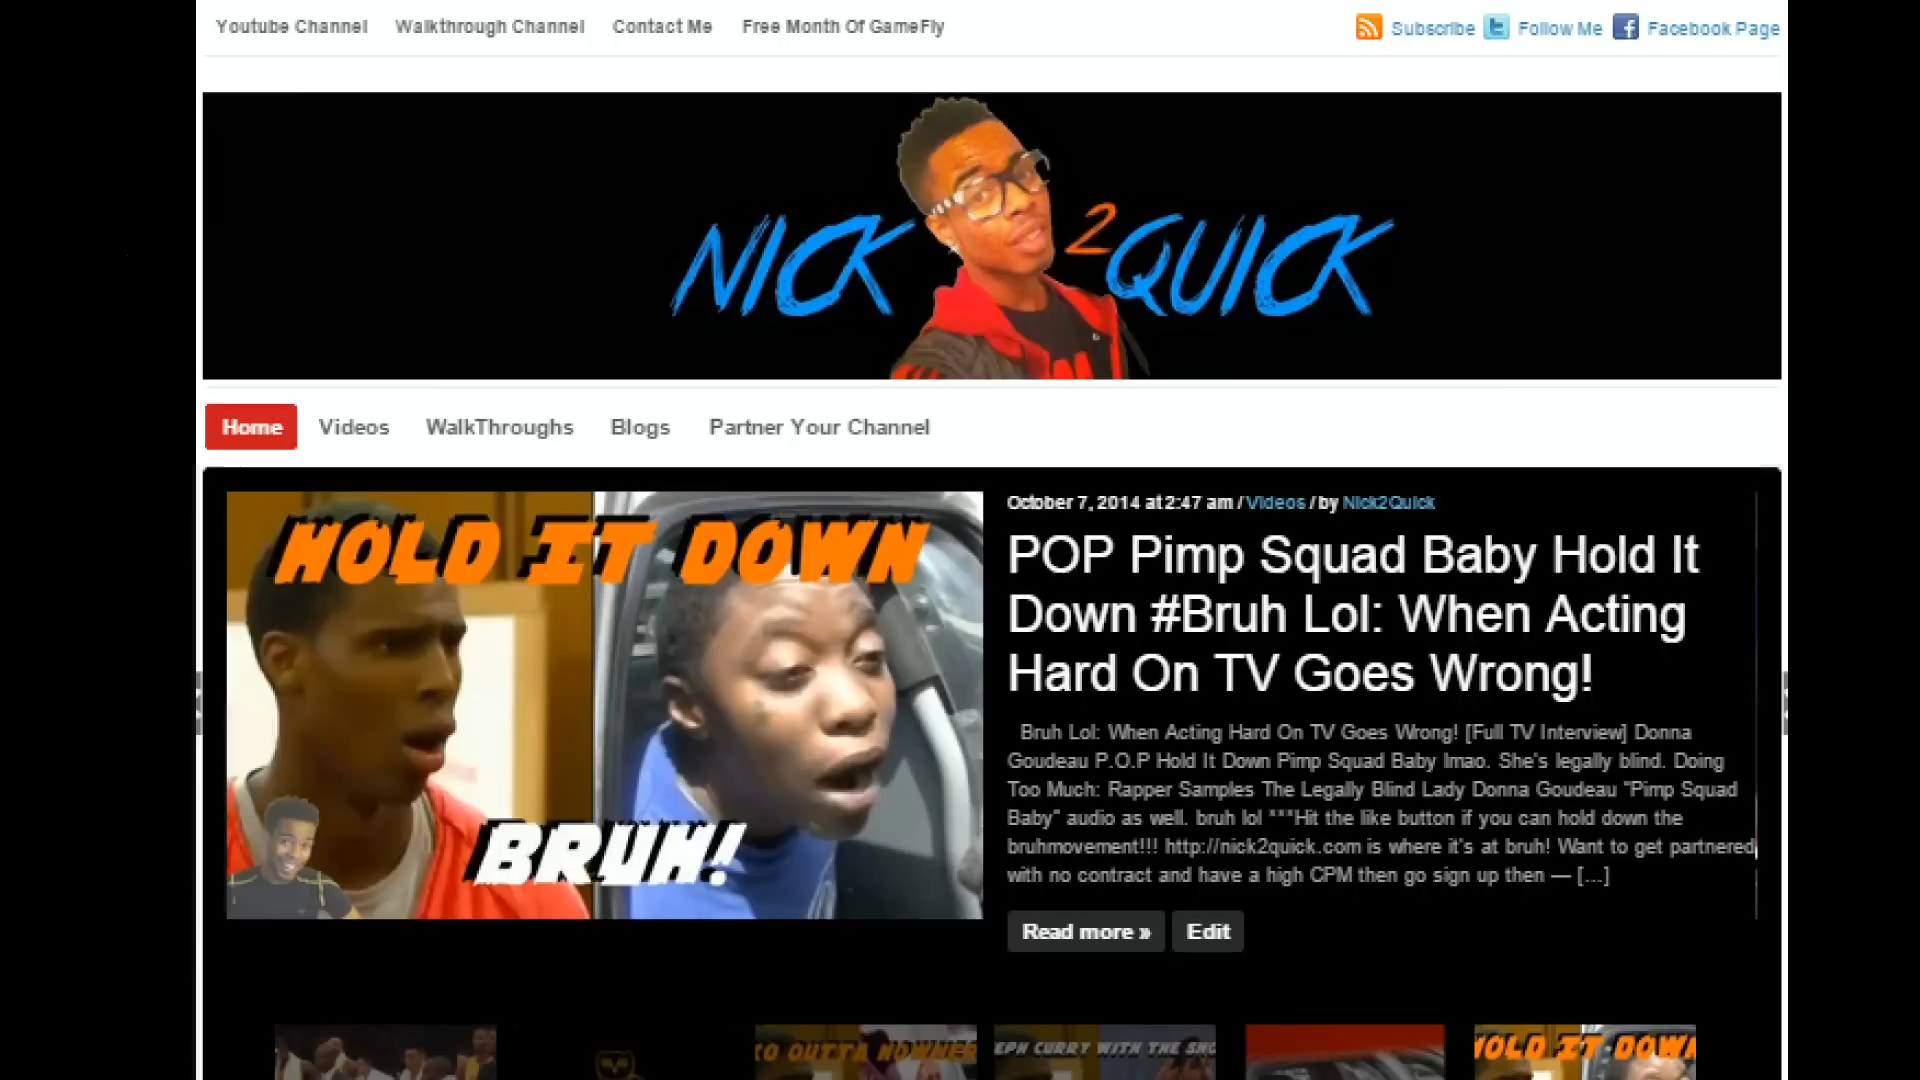 Youtube Channel Walkthrough Channel Contact Me Free Month Of GameFly Subscribe Follow Me Facebook Page
NICK 2 QUICK
Home Videos WalkThroughs Blogs Partner Your Channel
HOLD IT DOWN
BRUH!
October 7, 2014 at 2:47 am / Videos / by Nick2Quick
POP Pimp Squad Baby Hold It
Down #Bruh Lol: When Acting
Hard On TV Goes Wrong!
Bruh Lol: When Acting Hard On TV Goes Wrong! [Full TV Interview] Donna
Goudeau P.O.P Hold It Down Pimp Squad Baby lmao. She's legally blind. Doing
Too Much: Rapper Samples The Legally Blind Lady Donna Goudeau "Pimp Squad
Baby" audio as well. bruh lol ***Hit the like button if you can hold down the
bruhmovement!!! http://nick2quick.com is where it's at bruh! Want to get partnered
with no contract and have a high CPM then go sign up then — [...]
Read more » Edit
OUTTA CURRY WITH THE HOLD IT DOWN